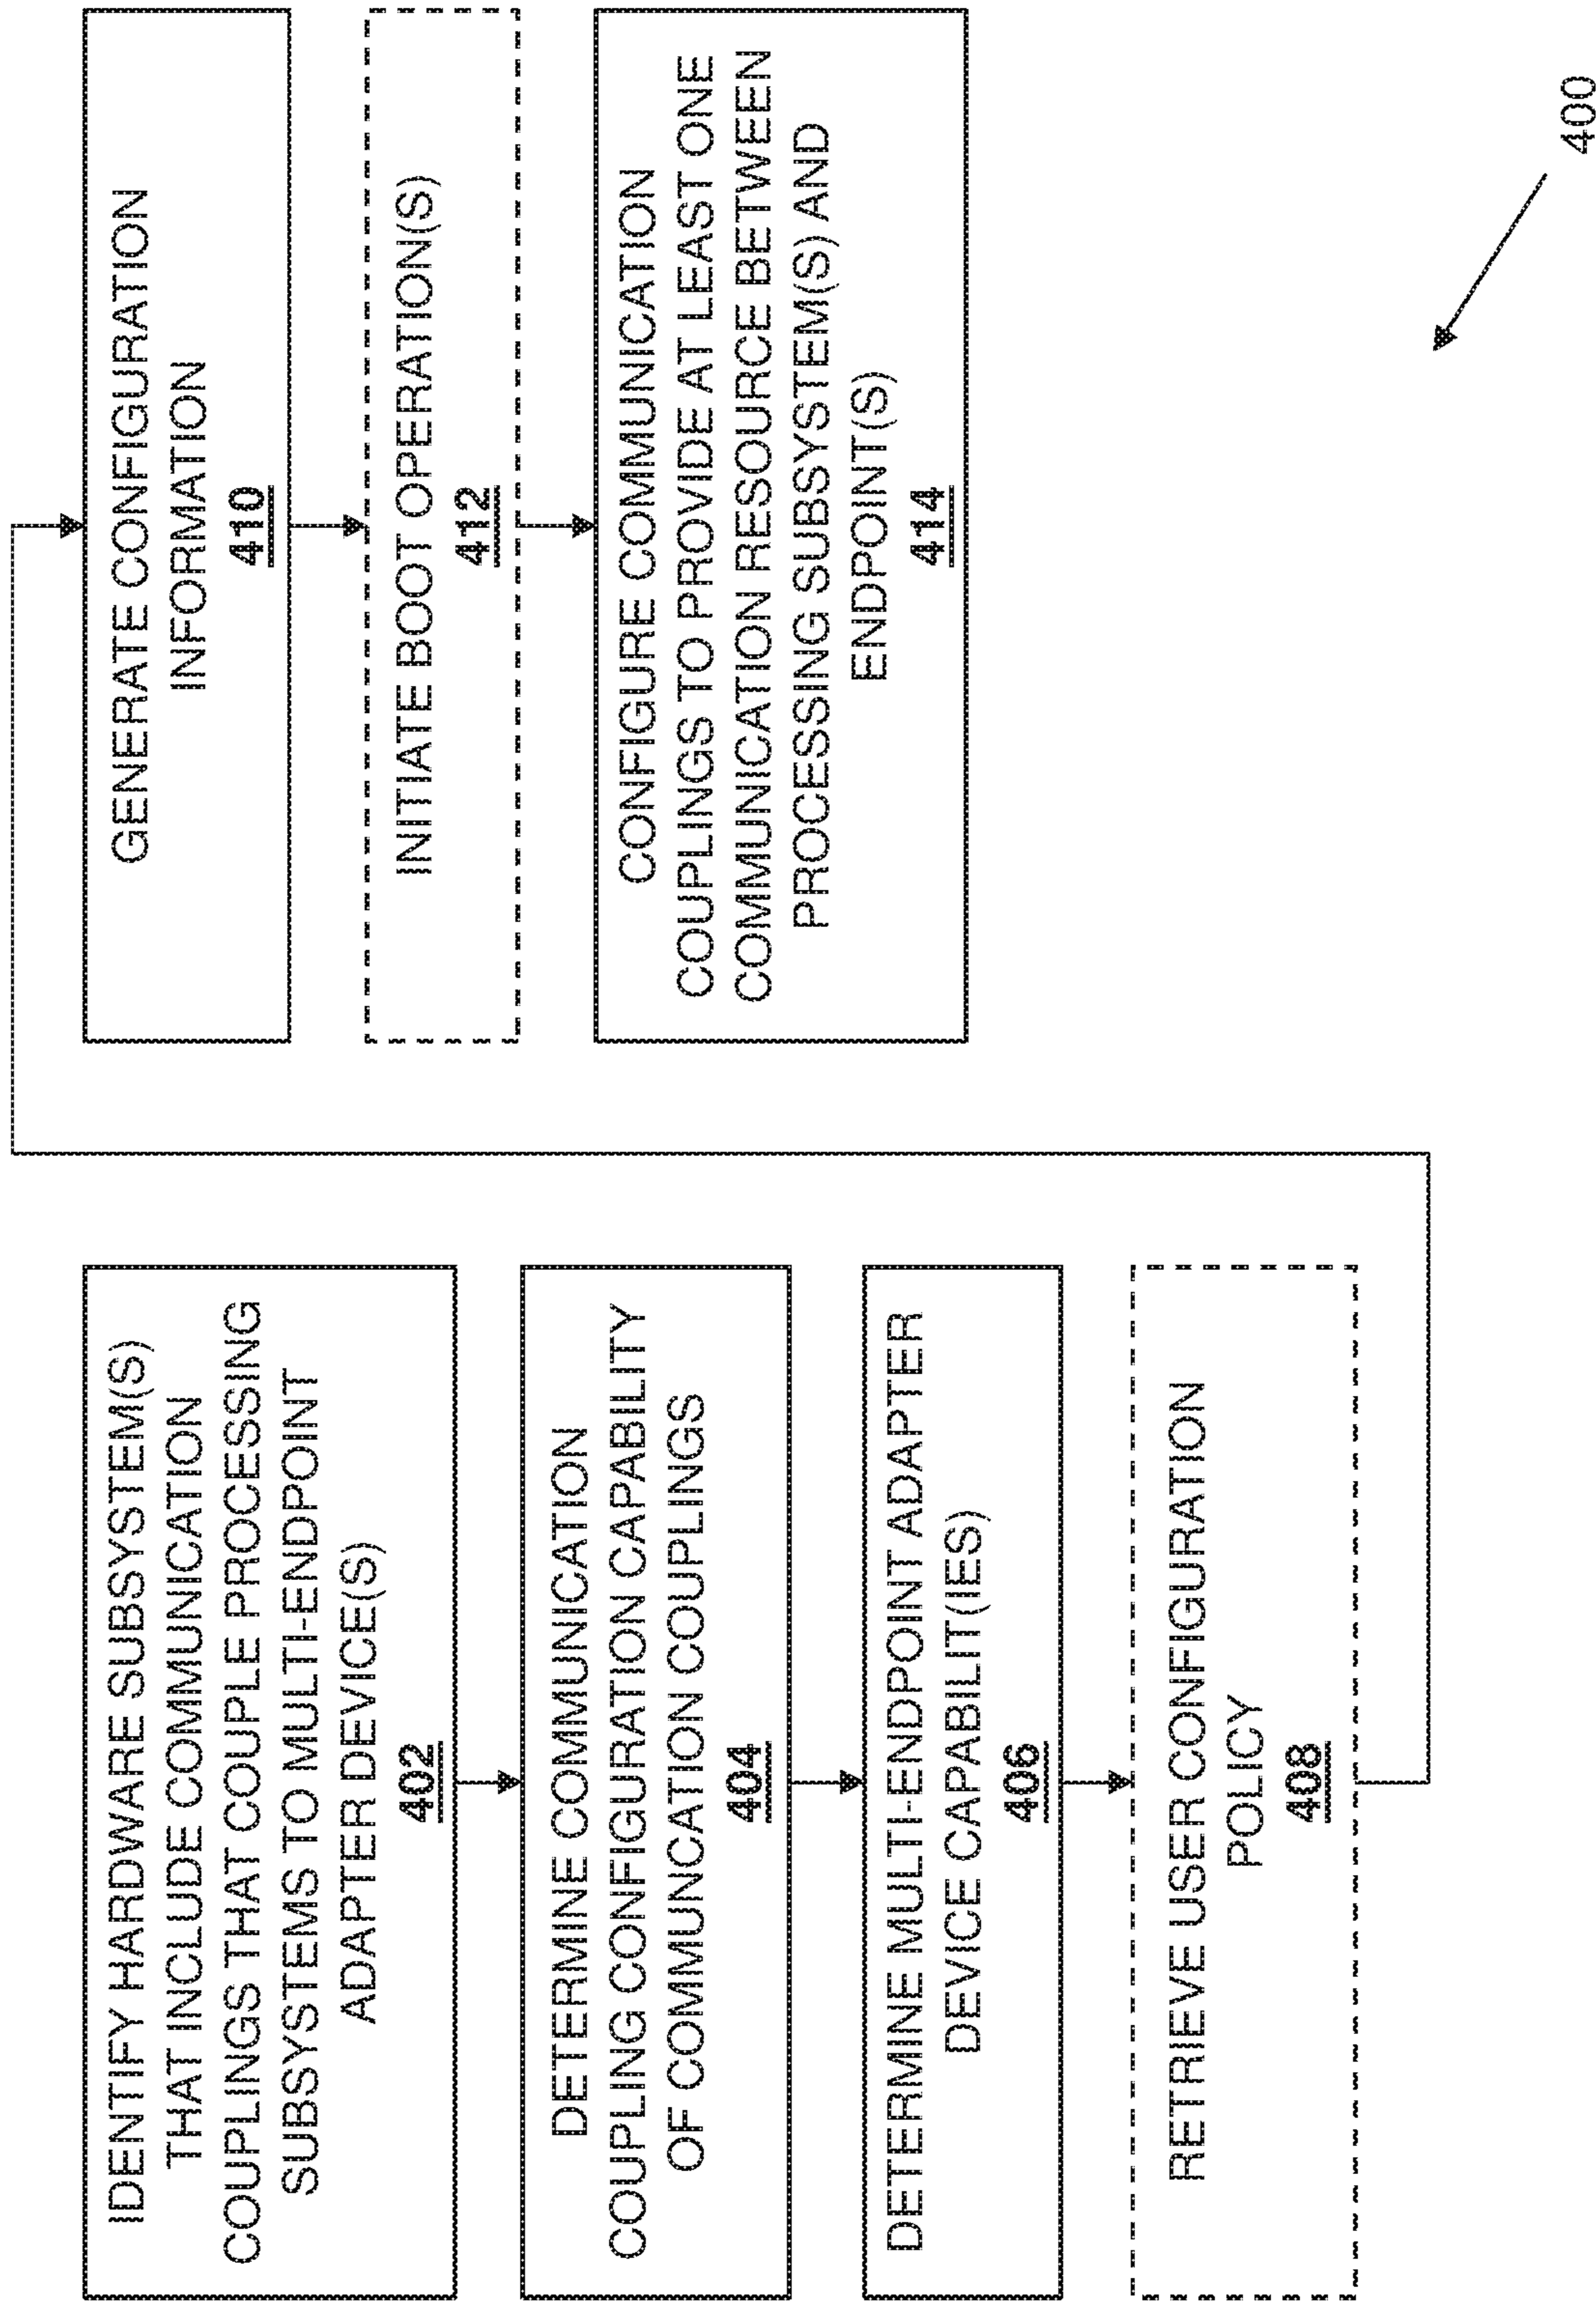 IDENTIFY HARDWARE SUBSYSTEM(S)
THAT INCLUDE COMMUNICATION
COUPLINGS THAT COUPLE PROCESSING
SUBSYSTEMS TO MULTI-ENDPOINT
ADAPTER DEVICE(S)
402
DETERMINE COMMUNICATION
COUPLING CONFIGURATION CAPABILITY
OF COMMUNCATION COUPLINGS
404
DETERMINE MULTI-ENDPOINT ADAPTER
DEVICE CAPABILIT(IES)
406
RETRIEVE USER CONFIGURATION
POLICY
408
GENERATE CONFIGURATION
INFORMATION
410
INITIATE BOOT OPERATION(S)
412
CONFIGURE COMMUNICATION
COUPLINGS TO PROVIDE AT LEAST ONE
COMMUNICATION RESOURCE BETWEEN
PROCESSING SUBSYSTEM(S) AND
ENDPOINT(S)
414
400